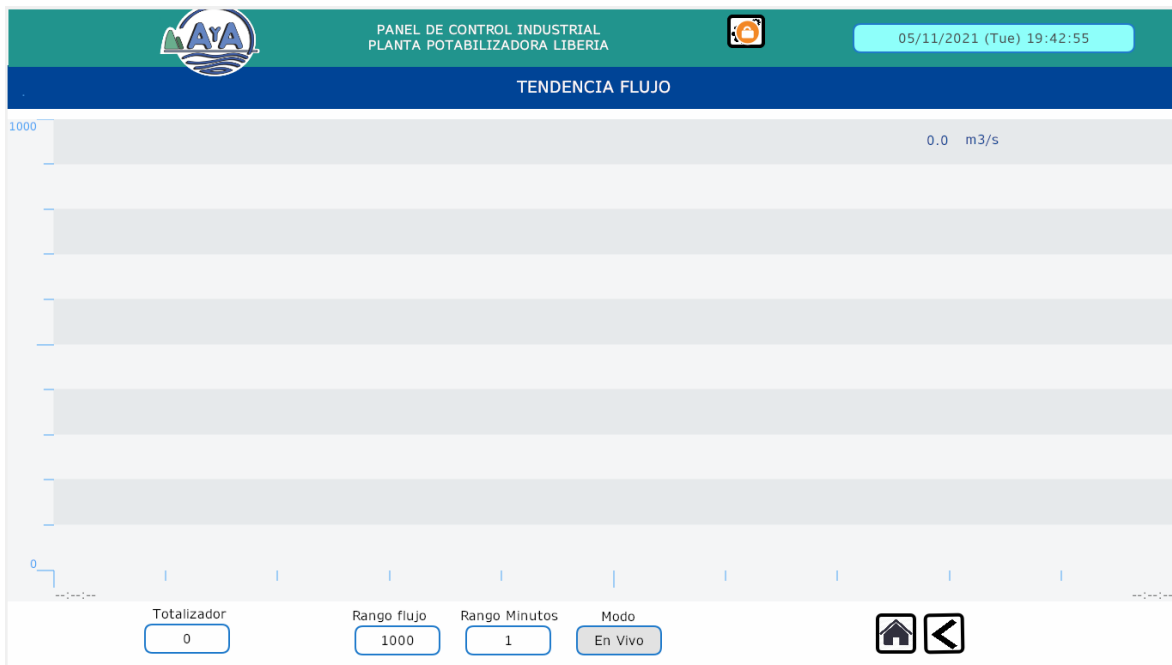 AYA
PANEL DE CONTROL INDUSTRIAL
PLANTA POTABILIZADORA LIBERIA
05/11/2021 (Tue) 19:42:55
TENDENCIA FLUJO
1000
0.0 m3/s
0
--:--:--
--:--:--
Totalizador
0
Rango flujo
1000
Rango Minutos
1
Modo
En Vivo